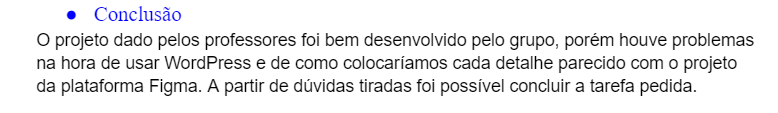 ● Conclusão
O projeto dado pelos professores foi bem desenvolvido pelo grupo, porém houve problemas
na hora de usar WordPress e de como colocaríamos cada detalhe parecido com o projeto
da plataforma Figma. A partir de dúvidas tiradas foi possível concluir a tarefa pedida.